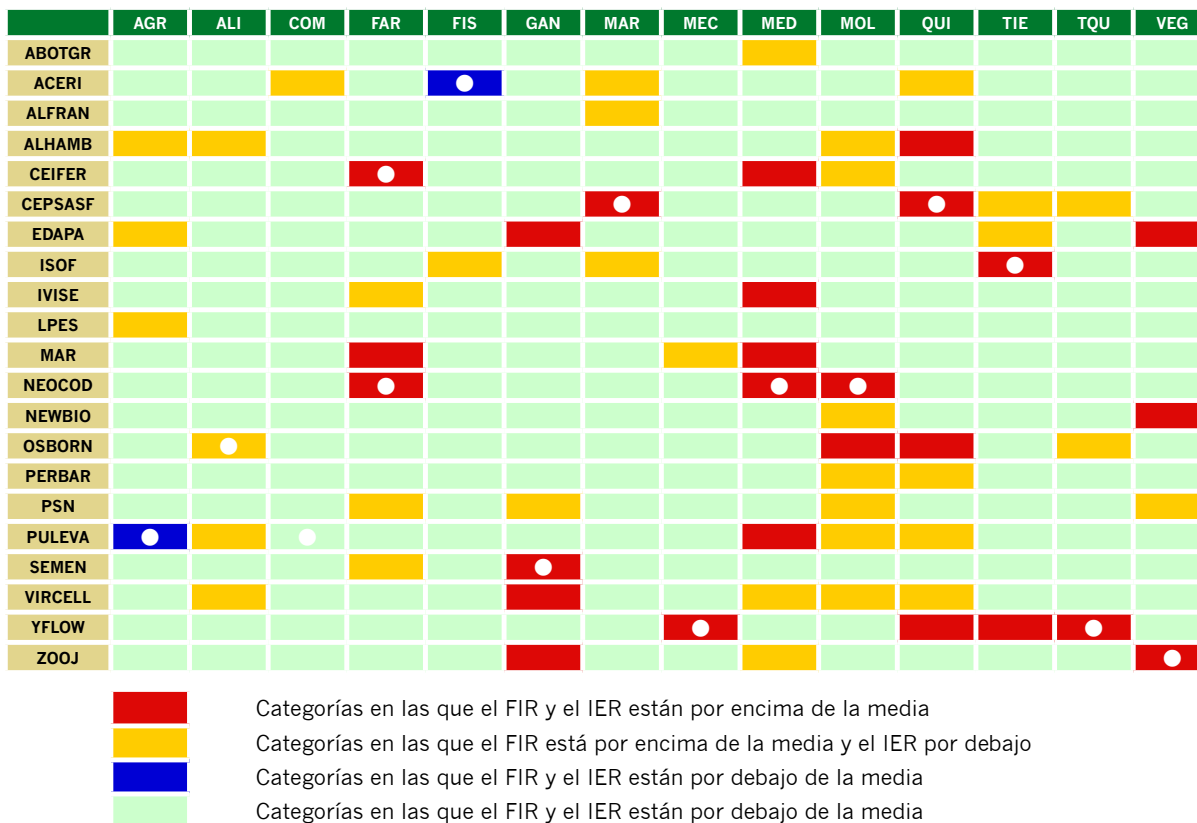 AGR ALI COM FAR FIS GAN MAR MEC MED MOL QUI TIE TQU VEG
ABOTGR
ACERI
ALFRAN
ALHAMB
CEIFER
CEPSASF
EDAPA
ISOF
IVISE
LPES
MAR
NEOCOD
NEWBIO
OSBORN
PERBAR
PSN
PULEVA
SEMEN
VIRCELL
YFLOW
ZOOJ
Categorías en las que el FIR y el IER están por encima de la media
Categorías en las que el FIR está por encima de la media y el IER por debajo
Categorías en las que el FIR y el IER están por debajo de la media
Categorías en las que el FIR y el IER están por debajo de la media